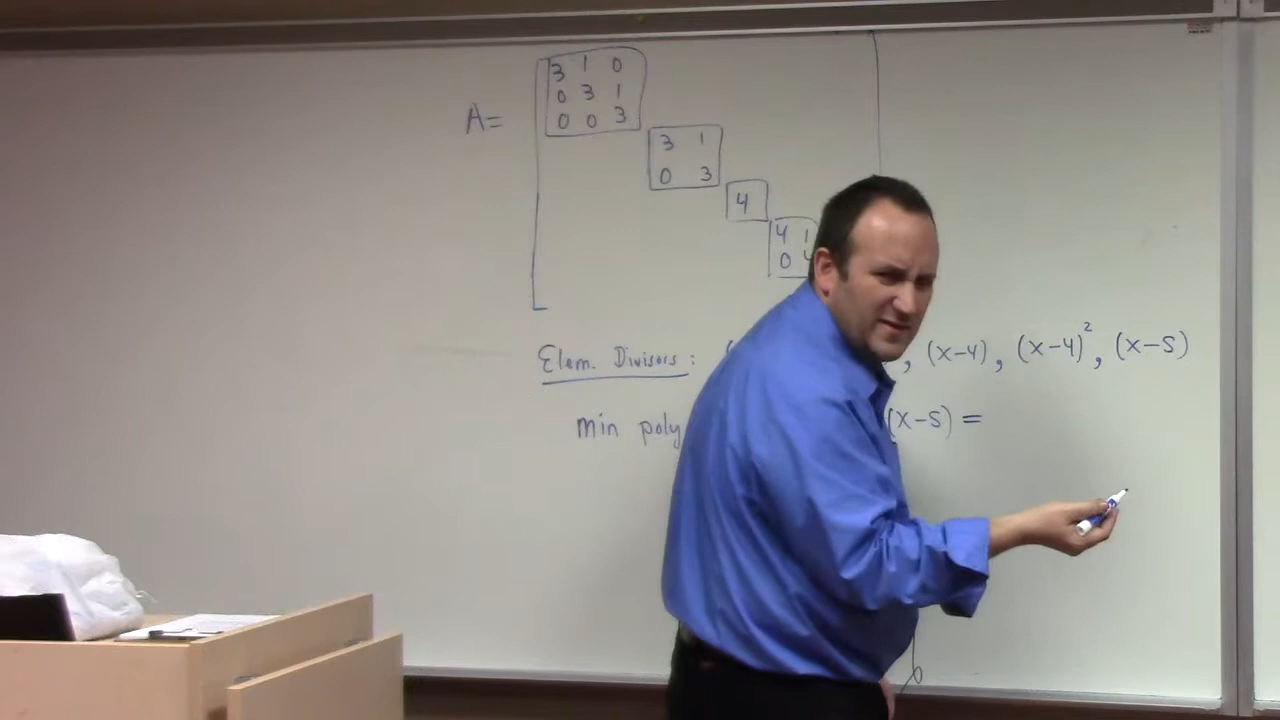 A= 3 1 0
0 3 1
0 0 3
3 1
0 3
4
4 1
0 4
Elem. Divisors: , (x-4), (x-4)², (x-5)
min poly (x-5) =